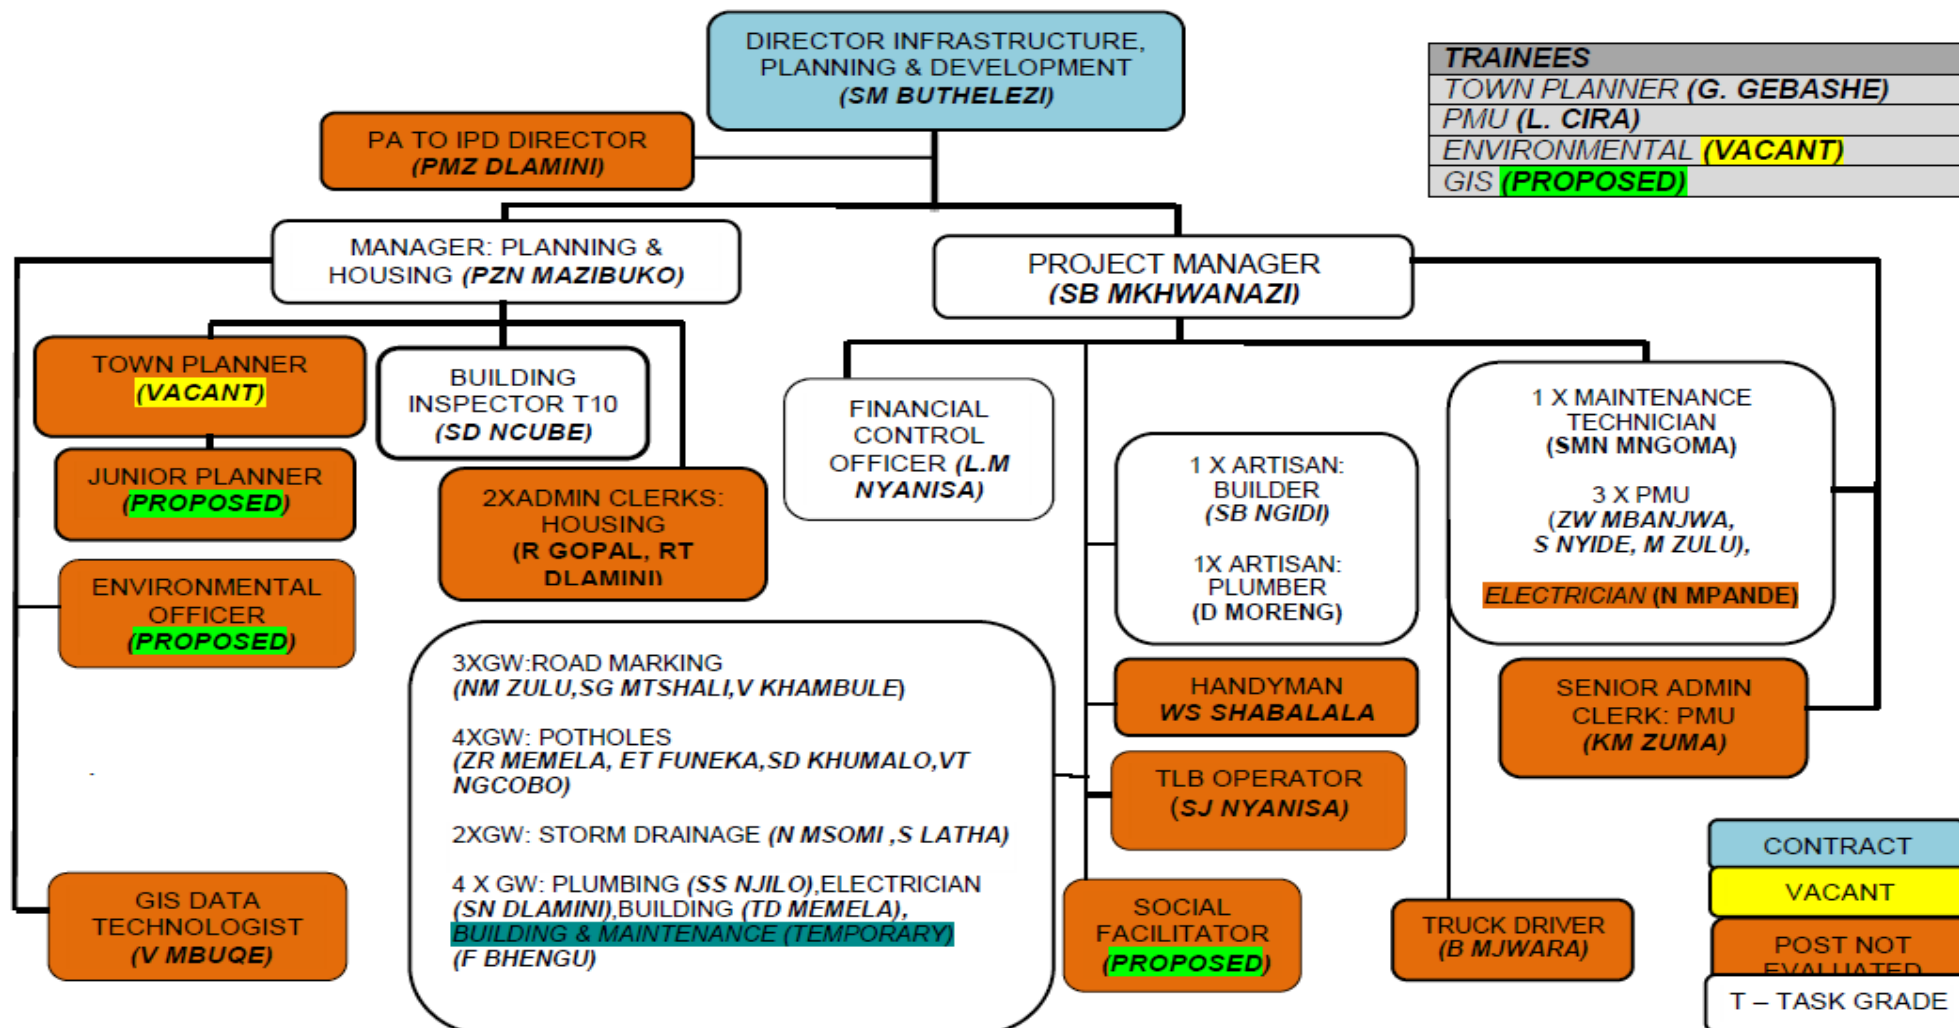 DIRECTOR INFRASTRUCTURE,
PLANNING & DEVELOPMENT
(SM BUTHELEZI)
TRAINEES
TOWN PLANNER (G. GEBASHE)
PMU (L. CIRA)
ENVIRONMENTAL (VACANT)
GIS (PROPOSED)
PA TO IPD DIRECTOR
(PMZ DLAMINI)
MANAGER: PLANNING &
HOUSING (PZN MAZIBUKO)
PROJECT MANAGER
(SB MKHWANAZI)
TOWN PLANNER
(VACANT)
BUILDING
INSPECTOR T10
(SD NCUBE)
JUNIOR PLANNER
(PROPOSED)
2XADMIN CLERKS:
HOUSING
(R GOPAL, RT
DLAMINI)
ENVIRONMENTAL
OFFICER
(PROPOSED)
GIS DATA
TECHNOLOGIST
(V MBUQE)
FINANCIAL
CONTROL
OFFICER (L.M
NYANISA)
1 X ARTISAN:
BUILDER
(SB NGIDI)
1X ARTISAN:
PLUMBER
(D MORENG)
1 X MAINTENANCE
TECHNICIAN
(SMN MNGOMA)
3 X PMU
(ZW MBANJWA,
S NYIDE, M ZULU),
ELECTRICIAN (N MPANDE)
3XGW:ROAD MARKING
(NM ZULU,SG MTSHALI,V KHAMBULE)
4XGW: POTHOLES
(ZR MEMELA, ET FUNEKA,SD KHUMALO,VT
NGCOBO)
2XGW: STORM DRAINAGE (N MSOMI ,S LATHA)
4 X GW: PLUMBING (SS NJILO),ELECTRICIAN
(SN DLAMINI),BUILDING (TD MEMELA),
BUILDING & MAINTENANCE (TEMPORARY)
(F BHENGU)
HANDYMAN
WS SHABALALA
TLB OPERATOR
(SJ NYANISA)
SOCIAL
FACILITATOR
(PROPOSED)
SENIOR ADMIN
CLERK: PMU
(KM ZUMA)
TRUCK DRIVER
(B MJWARA)
CONTRACT
VACANT
POST NOT
EVALUATED
T – TASK GRADE